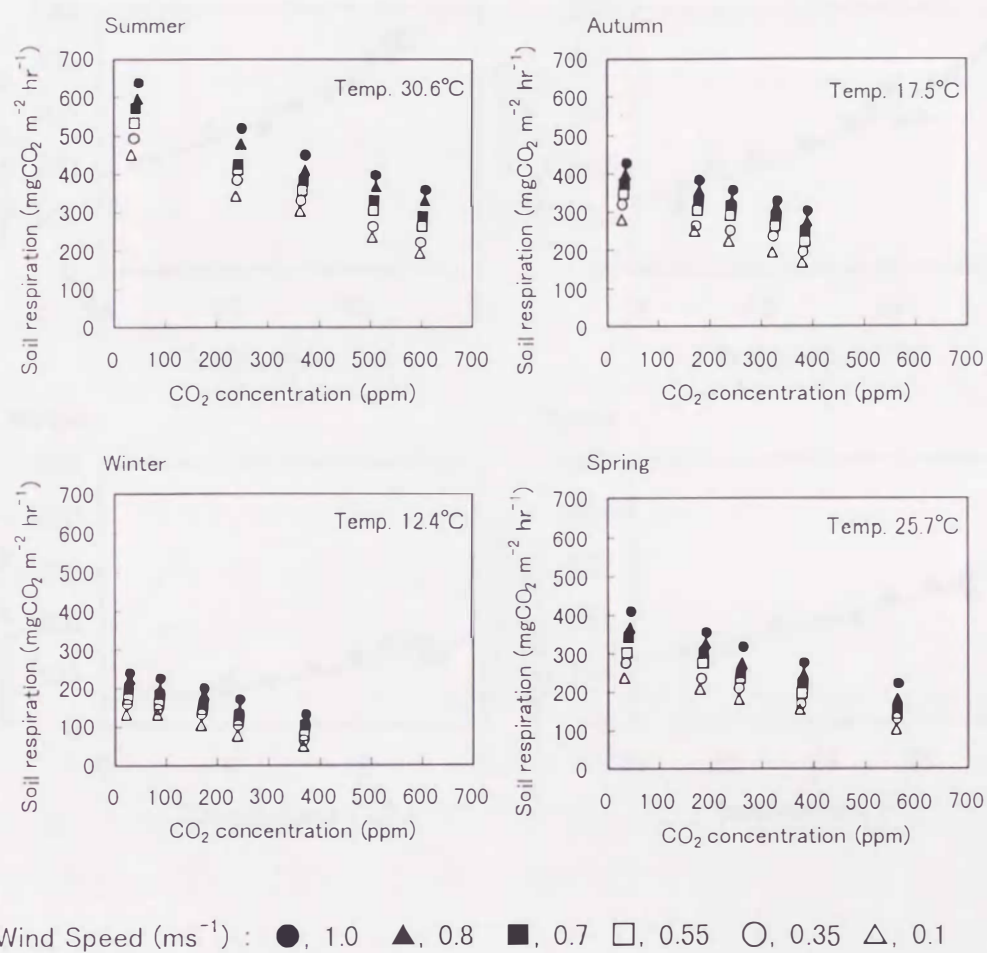 Summer
Soil respiration (mgCO₂ m⁻² hr⁻¹)
700
600
500
400
300
200
100
0
Temp. 30.6°C
0 100 200 300 400 500 600 700
CO₂ concentration (ppm)
Autumn
Soil respiration (mgCO₂ m⁻² hr⁻¹)
700
600
500
400
300
200
100
0
Temp. 17.5°C
0 100 200 300 400 500 600 700
CO₂ concentration (ppm)
Winter
Soil respiration (mgCO₂ m⁻² hr⁻¹)
700
600
500
400
300
200
100
0
Temp. 12.4°C
0 100 200 300 400 500 600 700
CO₂ concentration (ppm)
Spring
Soil respiration (mgCO₂ m⁻² hr⁻¹)
700
600
500
400
300
200
100
0
Temp. 25.7°C
0 100 200 300 400 500 600 700
CO₂ concentration (ppm)
Wind Speed (ms⁻¹) : ●, 1.0 ▲, 0.8 ■, 0.7 □, 0.55 ○, 0.35 △, 0.1